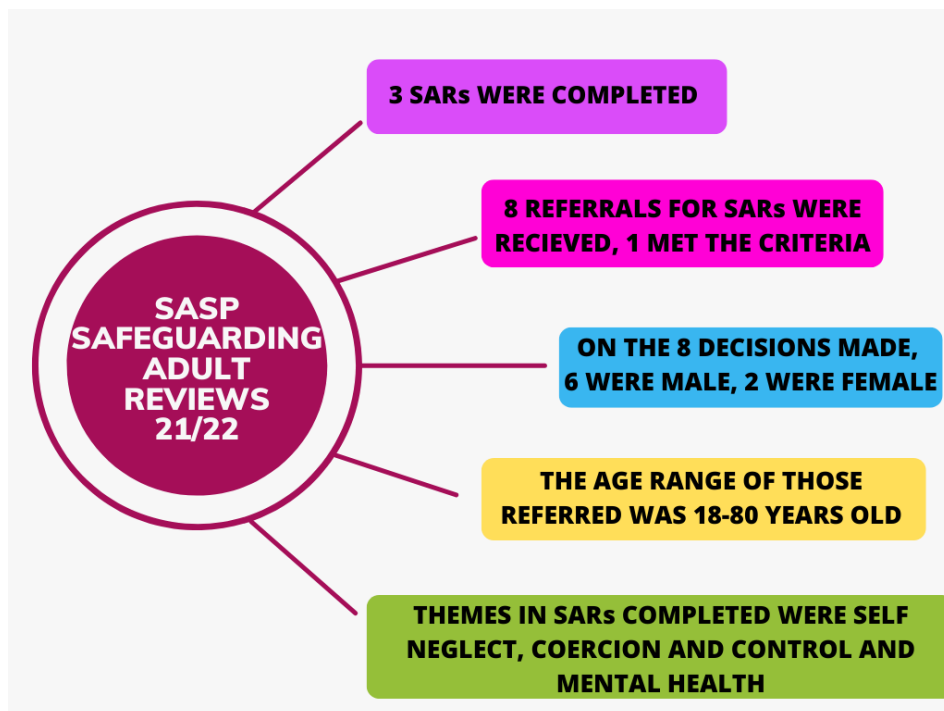 3 SARs WERE COMPLETED
8 REFERRALS FOR SARs WERE
RECIEVED, 1 MET THE CRITERIA
SASP
SAFEGUARDING
ADULT
REVIEWS
21/22
ON THE 8 DECISIONS MADE,
6 WERE MALE, 2 WERE FEMALE
THE AGE RANGE OF THOSE
REFERRED WAS 18-80 YEARS OLD
THEMES IN SARs COMPLETED WERE SELF
NEGLECT, COERCION AND CONTROL AND
MENTAL HEALTH